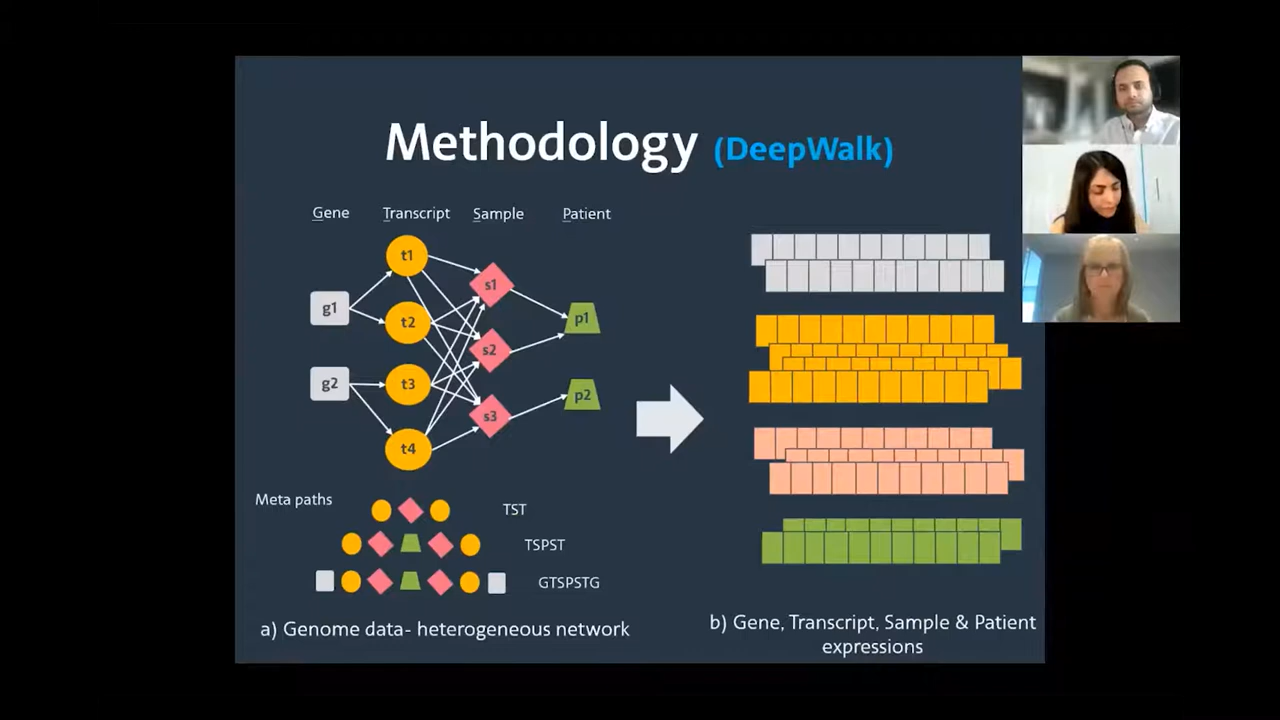 Methodology (DeepWalk)
Gene Transcript Sample Patient
t1
s1
g1
t2
p1
s2
g2
t3
p2
s3
t4
Meta paths
TST
TSPST
GTSPSTG
a) Genome data- heterogeneous network
b) Gene, Transcript, Sample & Patient
expressions